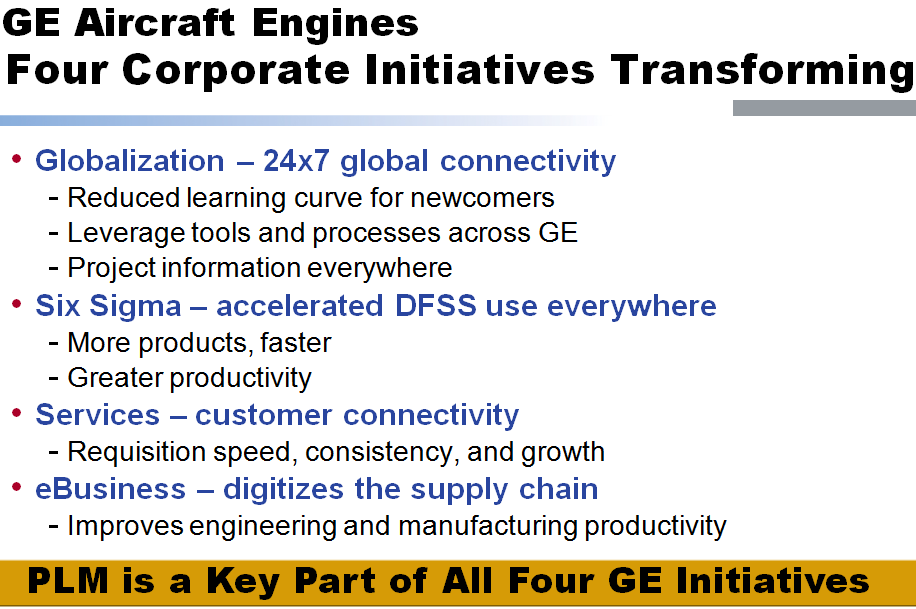 GE Aircraft Engines
Four Corporate Initiatives Transforming
• Globalization – 24x7 global connectivity
- Reduced learning curve for newcomers
- Leverage tools and processes across GE
- Project information everywhere
• Six Sigma – accelerated DFSS use everywhere
- More products, faster
- Greater productivity
• Services – customer connectivity
- Requisition speed, consistency, and growth
• eBusiness – digitizes the supply chain
- Improves engineering and manufacturing productivity
PLM is a Key Part of All Four GE Initiatives